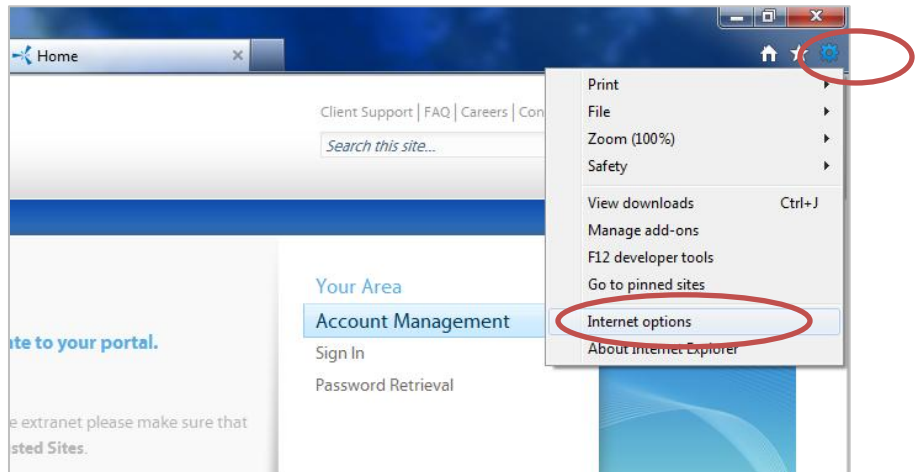 Home
Client Support | FAQ | Careers | Con
Search this site...
Print
File
Zoom (100%)
Safety
View downloads Ctrl+J
Manage add-ons
F12 developer tools
Go to pinned sites
Internet options
About Internet Explorer
Your Area
Account Management
Sign In
Password Retrieval
te to your portal.
e extranet please make sure that
sted Sites.